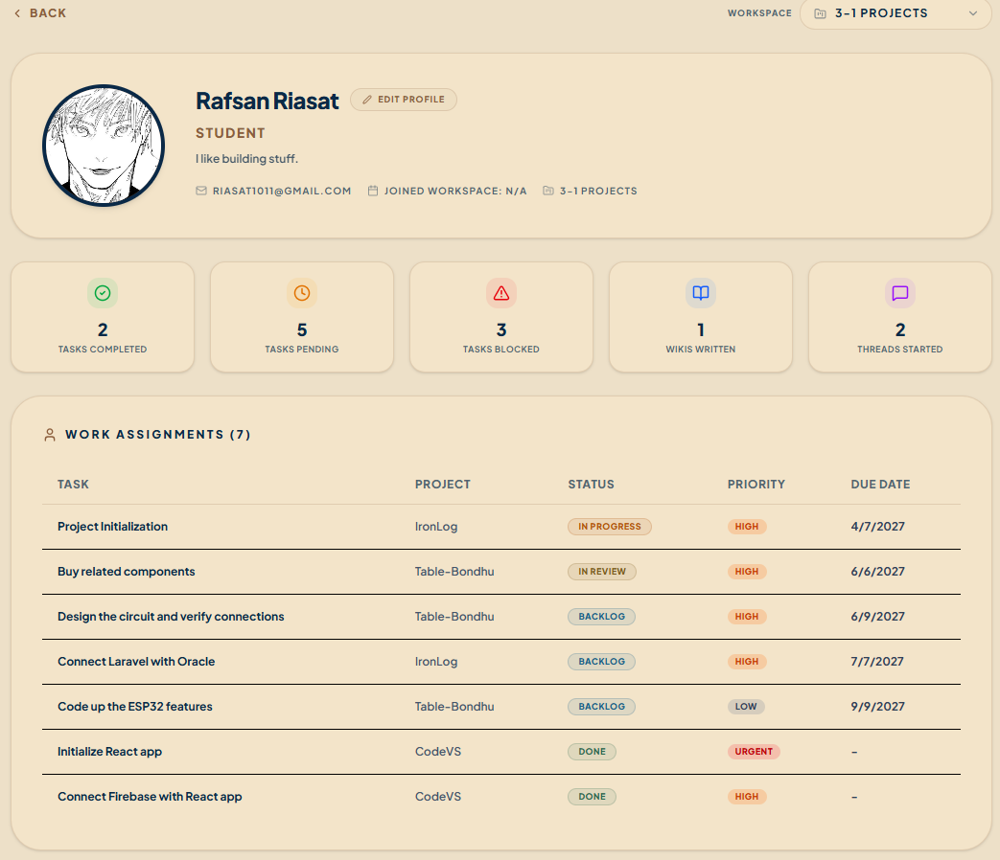 BACK
WORKSPACE 3-1 PROJECTS
Rafsan Riasat EDIT PROFILE
STUDENT
I like building stuff.
RIASAT1011@GMAIL.COM JOINED WORKSPACE: N/A 3-1 PROJECTS
2 5 3 1 2
TASKS COMPLETED TASKS PENDING TASKS BLOCKED WIKIS WRITTEN THREADS STARTED
WORK ASSIGNMENTS (7)
TASK PROJECT STATUS PRIORITY DUE DATE
Project Initialization IronLog IN PROGRESS HIGH 4/7/2027
Buy related components Table-Bondhu IN REVIEW HIGH 6/6/2027
Design the circuit and verify connections Table-Bondhu BACKLOG HIGH 6/9/2027
Connect Laravel with Oracle IronLog BACKLOG HIGH 7/7/2027
Code up the ESP32 features Table-Bondhu BACKLOG LOW 9/9/2027
Initialize React app CodeVS DONE URGENT -
Connect Firebase with React app CodeVS DONE HIGH -